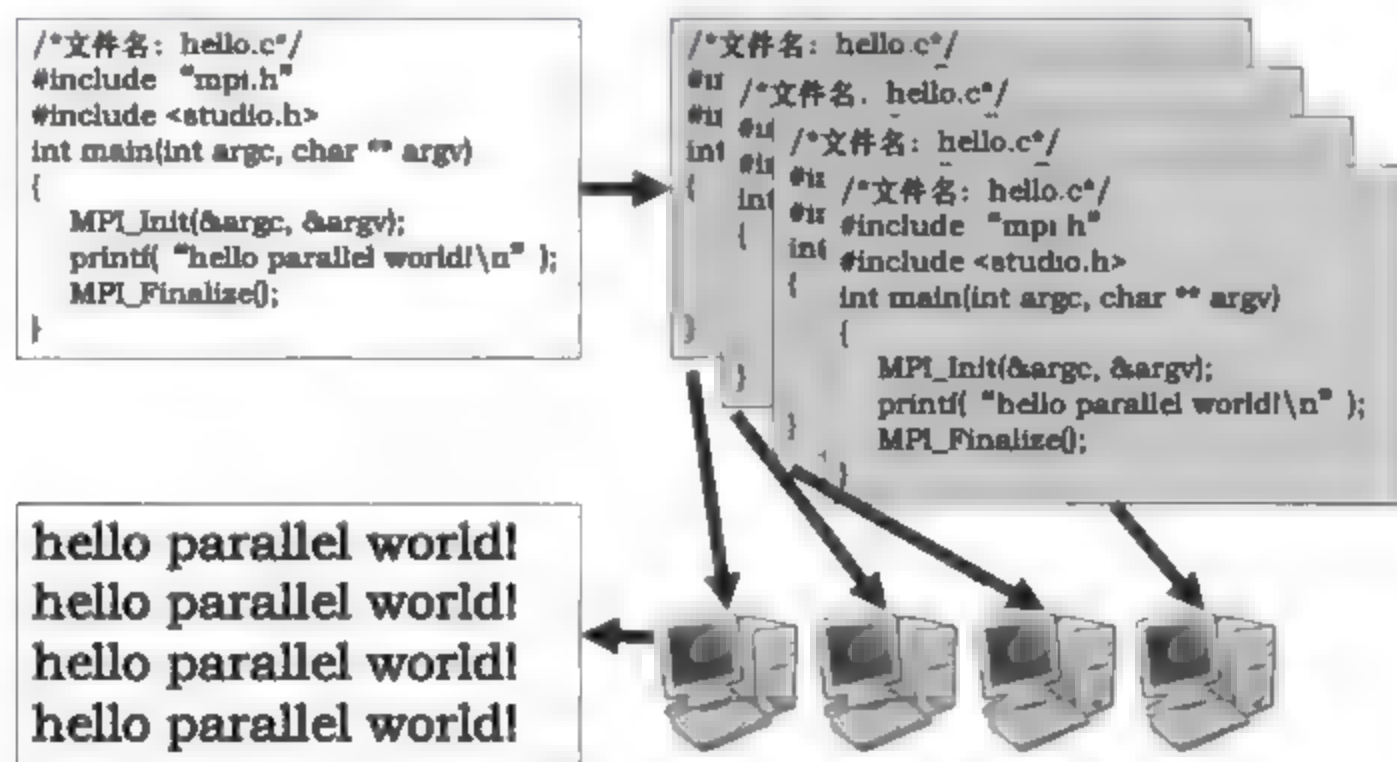 /*文件名：hello.c*/
#include “mpi.h”
#include <studio.h>
int main(int argc, char ** argv)
{
MPI_Init(&argc, &argv);
printf( “hello parallel world!\n” );
MPI_Finalize();
}
/*文件名：hello.c*/
/*文件名：hello.c*/
/*文件名：hello.c*/
int
{
}
int
{
}
int
{
}
/*文件名：hello.c*/
#include “mpi h”
#include <studio.h>
int main(int argc, char ** argv)
{
MPI_Init(&argc, &argv);
printf( “hello parallel world!\n” );
MPI_Finalize();
}
hello parallel world!
hello parallel world!
hello parallel world!
hello parallel world!